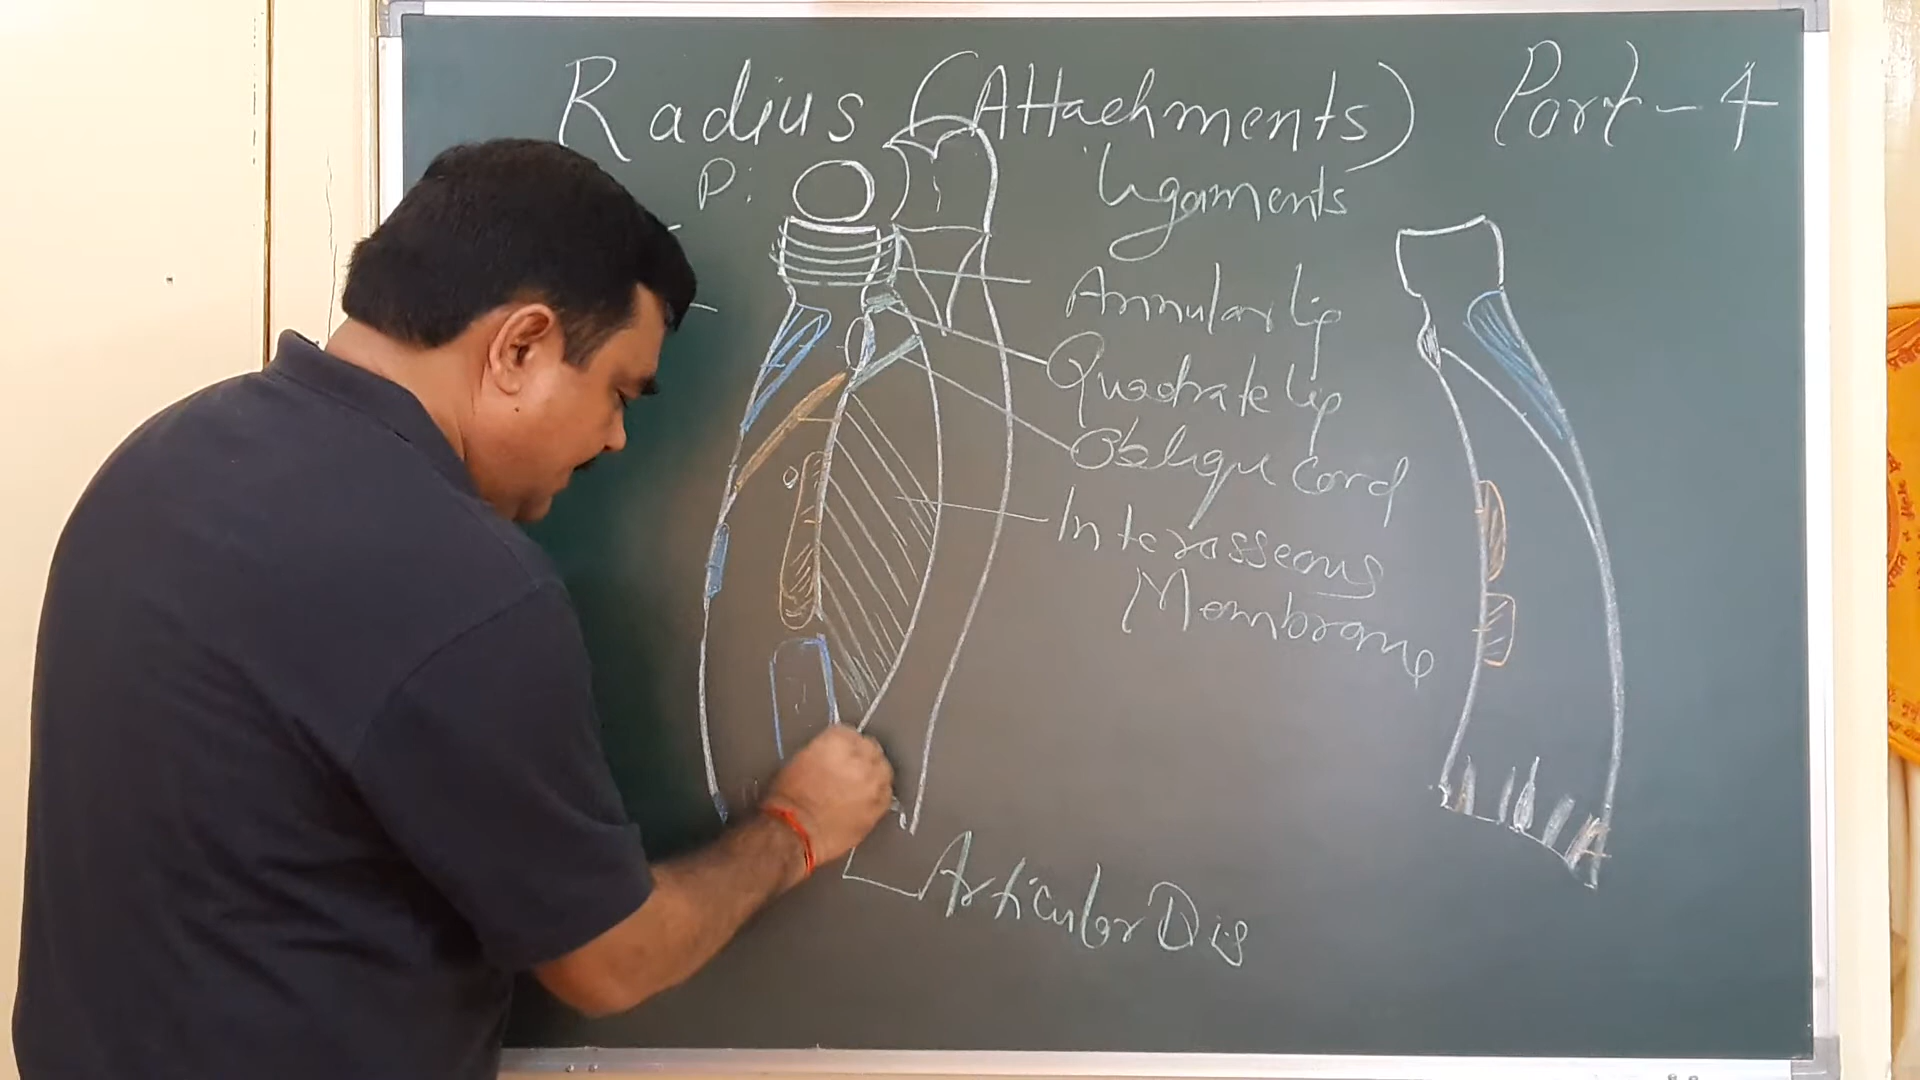 Radius (Attachments) Part-4
P:
Ligaments
Annular lig
Quadrate lig
Oblique cord
Interosseous
Membrane
Articular Dis